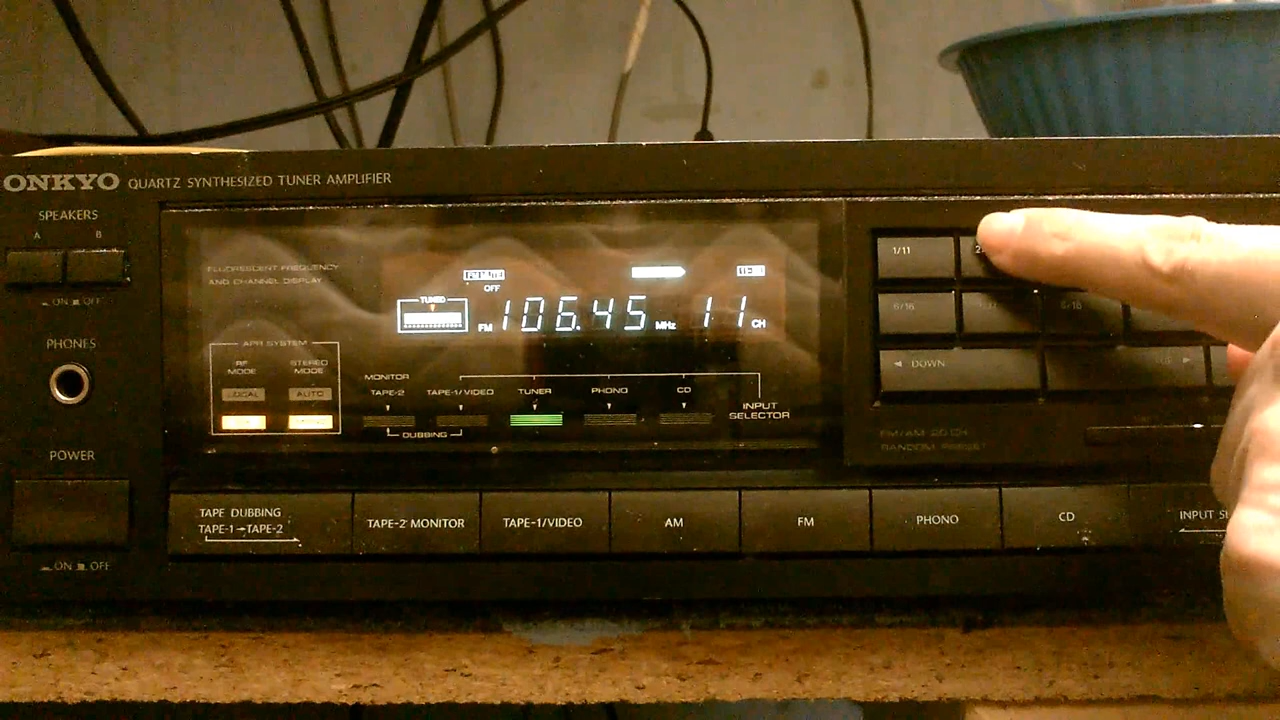 ONKYO QUARTZ SYNTHESIZED TUNER AMPLIFIER
SPEAKERS
A B
ON OFF
PHONES
POWER
ON OFF
FLUORESCENT FREQUENCY
AND CHANNEL DISPLAY
FM MUTE
OFF
TUNED
FM 106.45 MHz 11 CH
APR SYSTEM
RF MODE
STEREO MODE
LOCAL AUTO
MONITOR
TAPE-2 TAPE-1/VIDEO TUNER PHONO CD
DUBBING
INPUT SELECTOR
1/11
6/16
DOWN
FM/AM 20 CH
RANDOM PRESET
TAPE DUBBING
TAPE-1→TAPE-2
TAPE-2 MONITOR
TAPE-1/VIDEO
AM
FM
PHONO
CD
INPUT